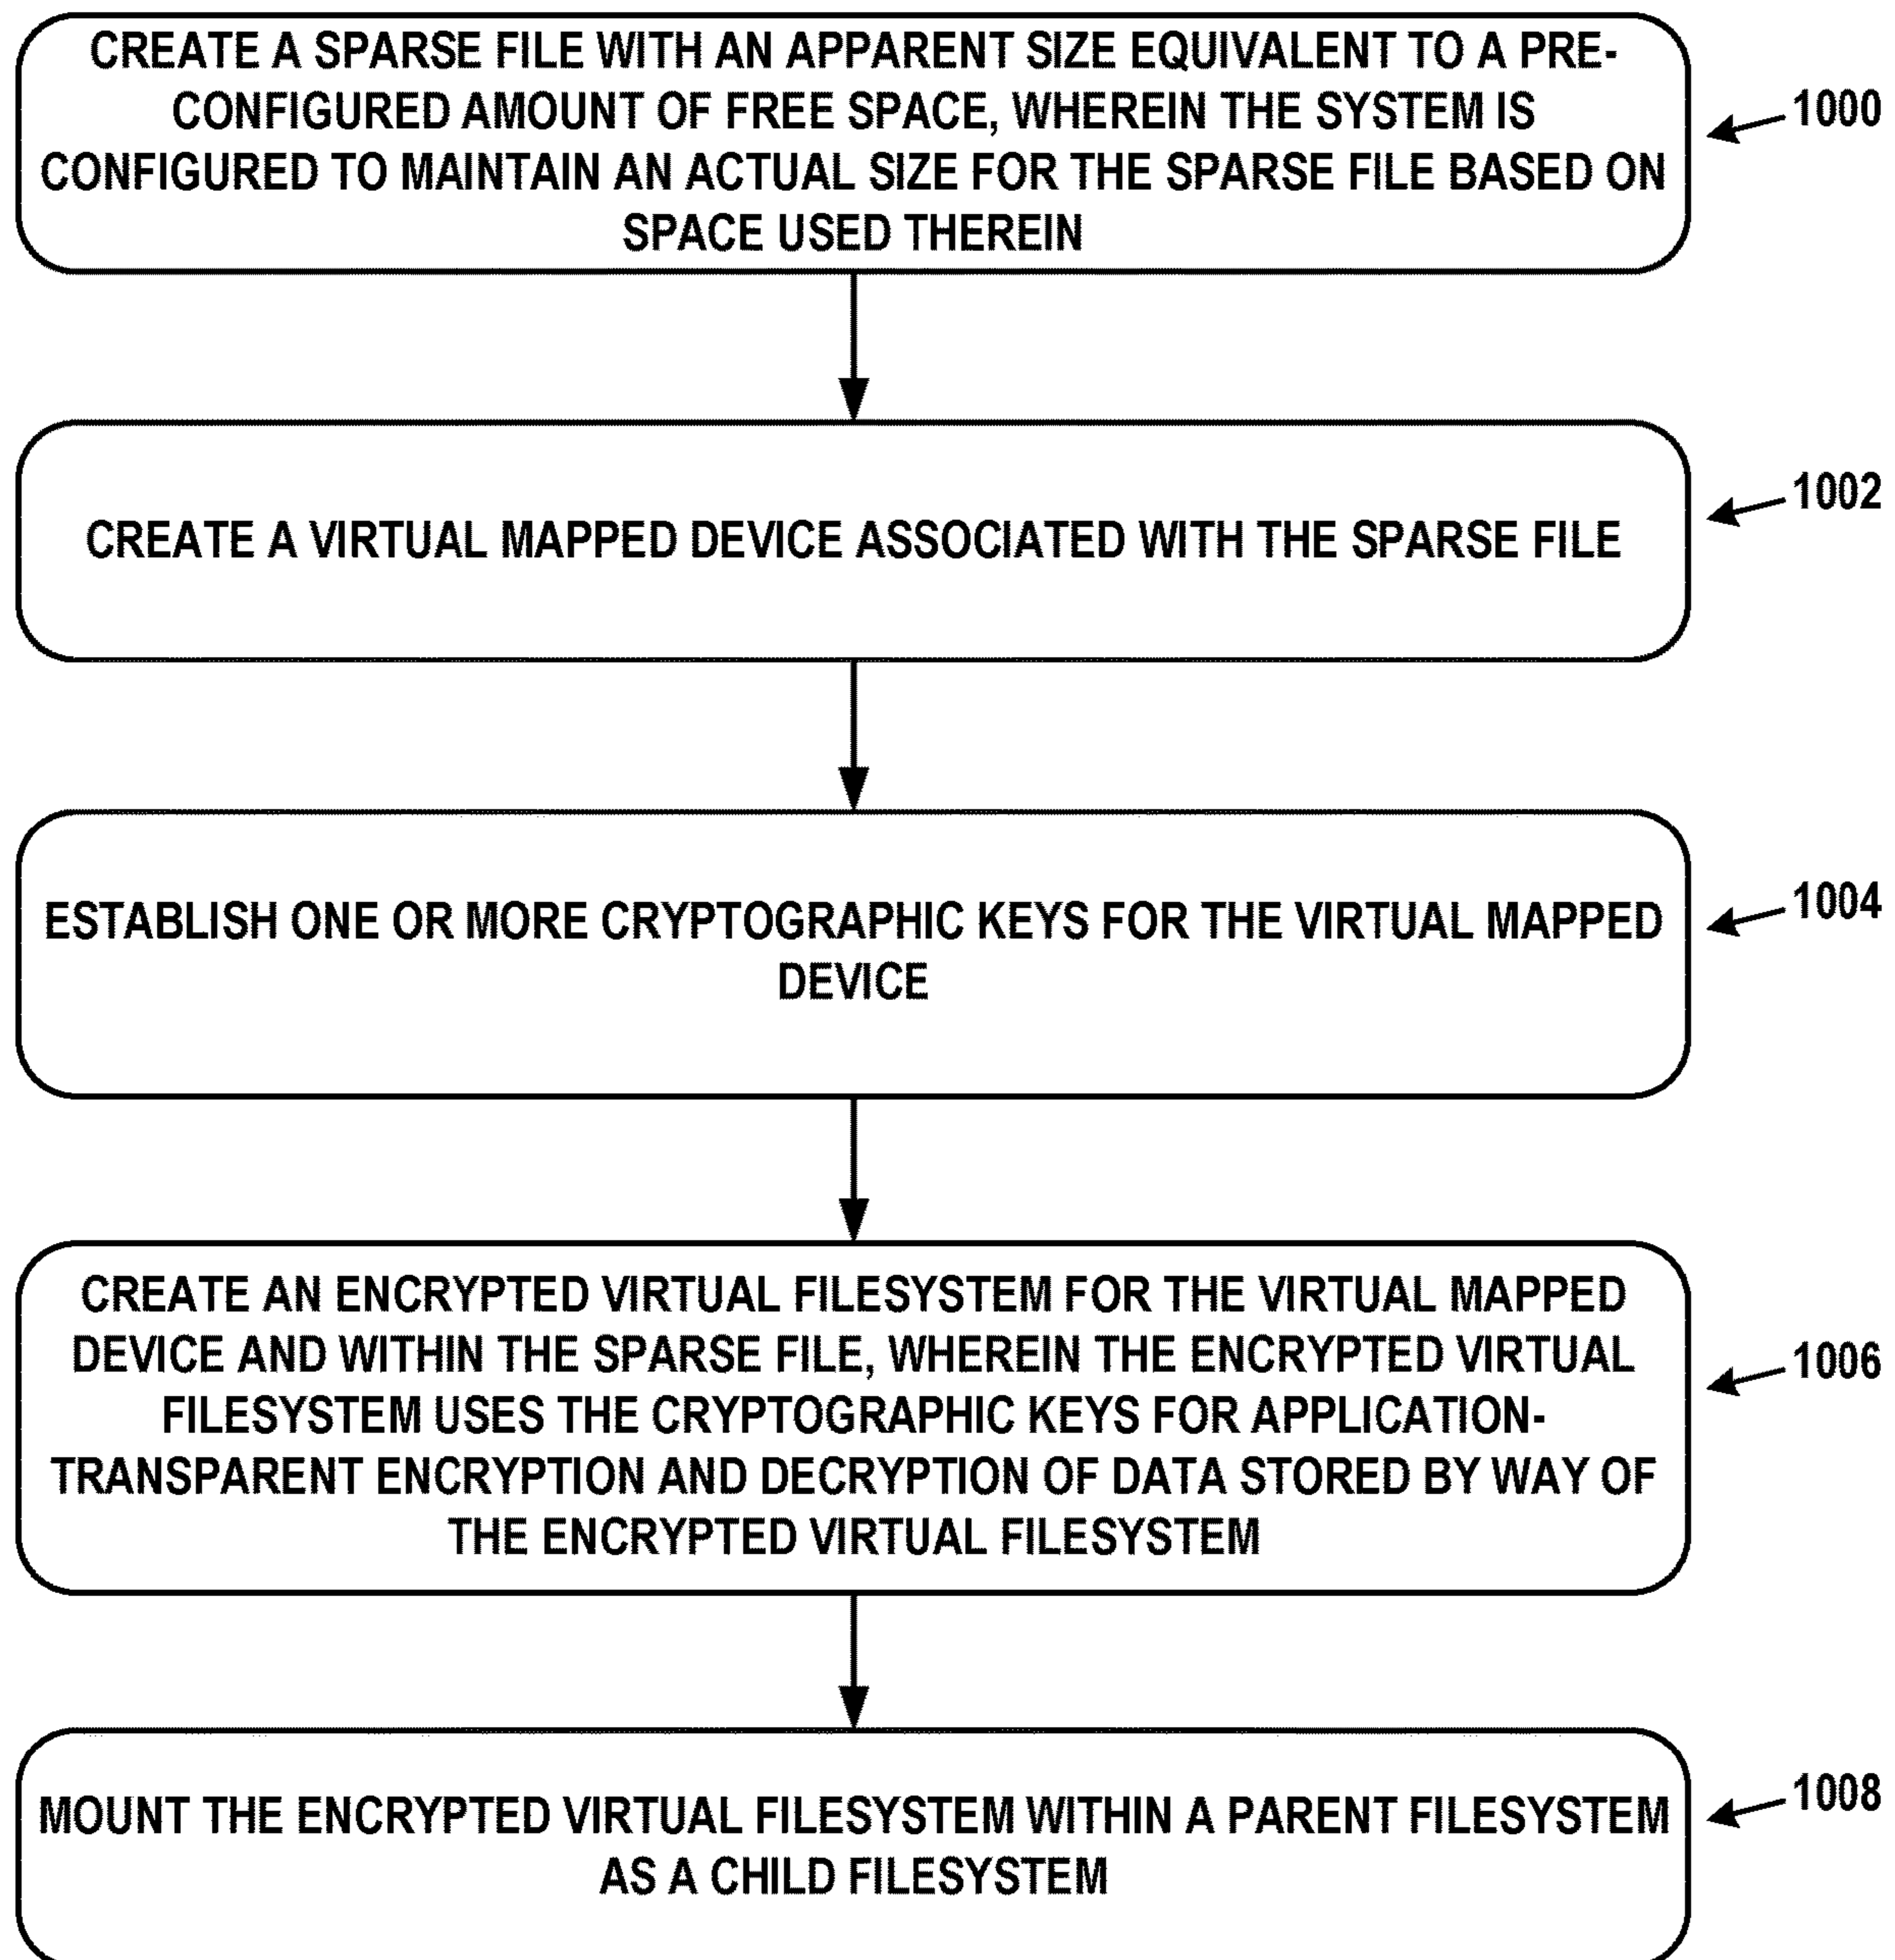 CREATE A SPARSE FILE WITH AN APPARENT SIZE EQUIVALENT TO A PRE-
CONFIGURED AMOUNT OF FREE SPACE, WHEREIN THE SYSTEM IS
CONFIGURED TO MAINTAIN AN ACTUAL SIZE FOR THE SPARSE FILE BASED ON
SPACE USED THEREIN
1000
CREATE A VIRTUAL MAPPED DEVICE ASSOCIATED WITH THE SPARSE FILE
1002
ESTABLISH ONE OR MORE CRYPTOGRAPHIC KEYS FOR THE VIRTUAL MAPPED
DEVICE
1004
CREATE AN ENCRYPTED VIRTUAL FILESYSTEM FOR THE VIRTUAL MAPPED
DEVICE AND WITHIN THE SPARSE FILE, WHEREIN THE ENCRYPTED VIRTUAL
FILESYSTEM USES THE CRYPTOGRAPHIC KEYS FOR APPLICATION-
TRANSPARENT ENCRYPTION AND DECRYPTION OF DATA STORED BY WAY OF
THE ENCRYPTED VIRTUAL FILESYSTEM
1006
MOUNT THE ENCRYPTED VIRTUAL FILESYSTEM WITHIN A PARENT FILESYSTEM
AS A CHILD FILESYSTEM
1008